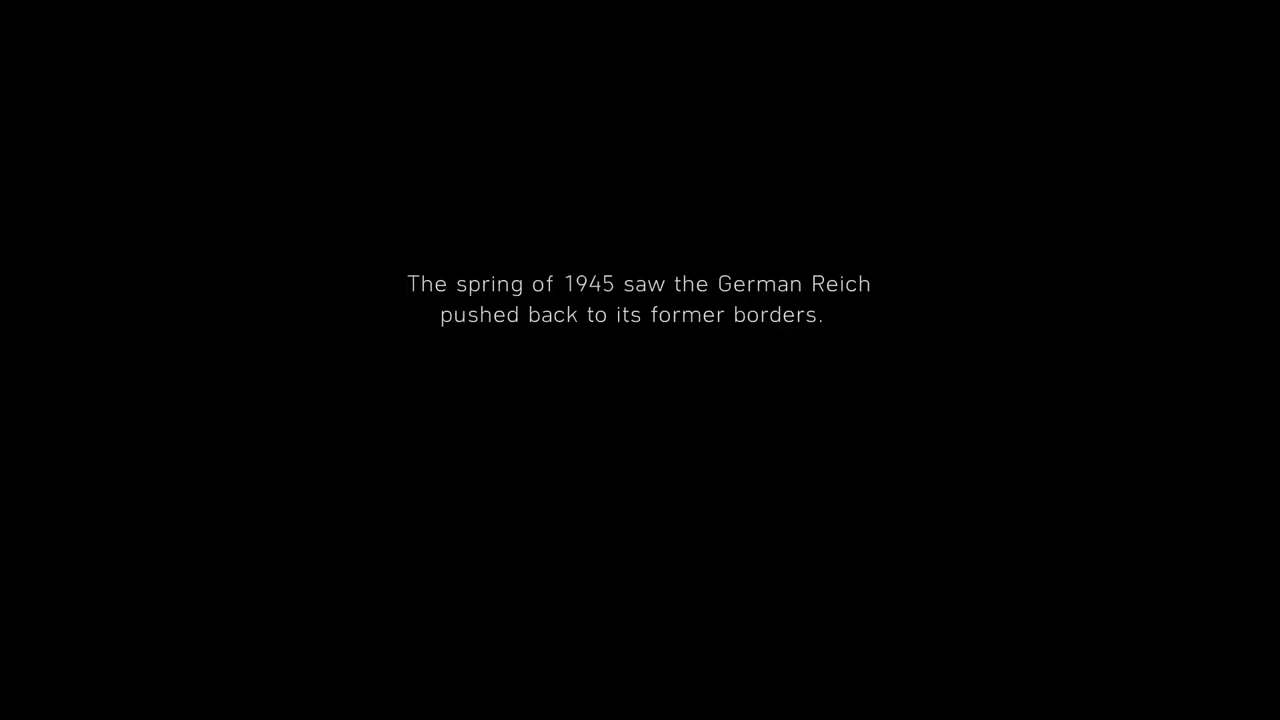 The spring of 1945 saw the German Reich
pushed back to its former borders.